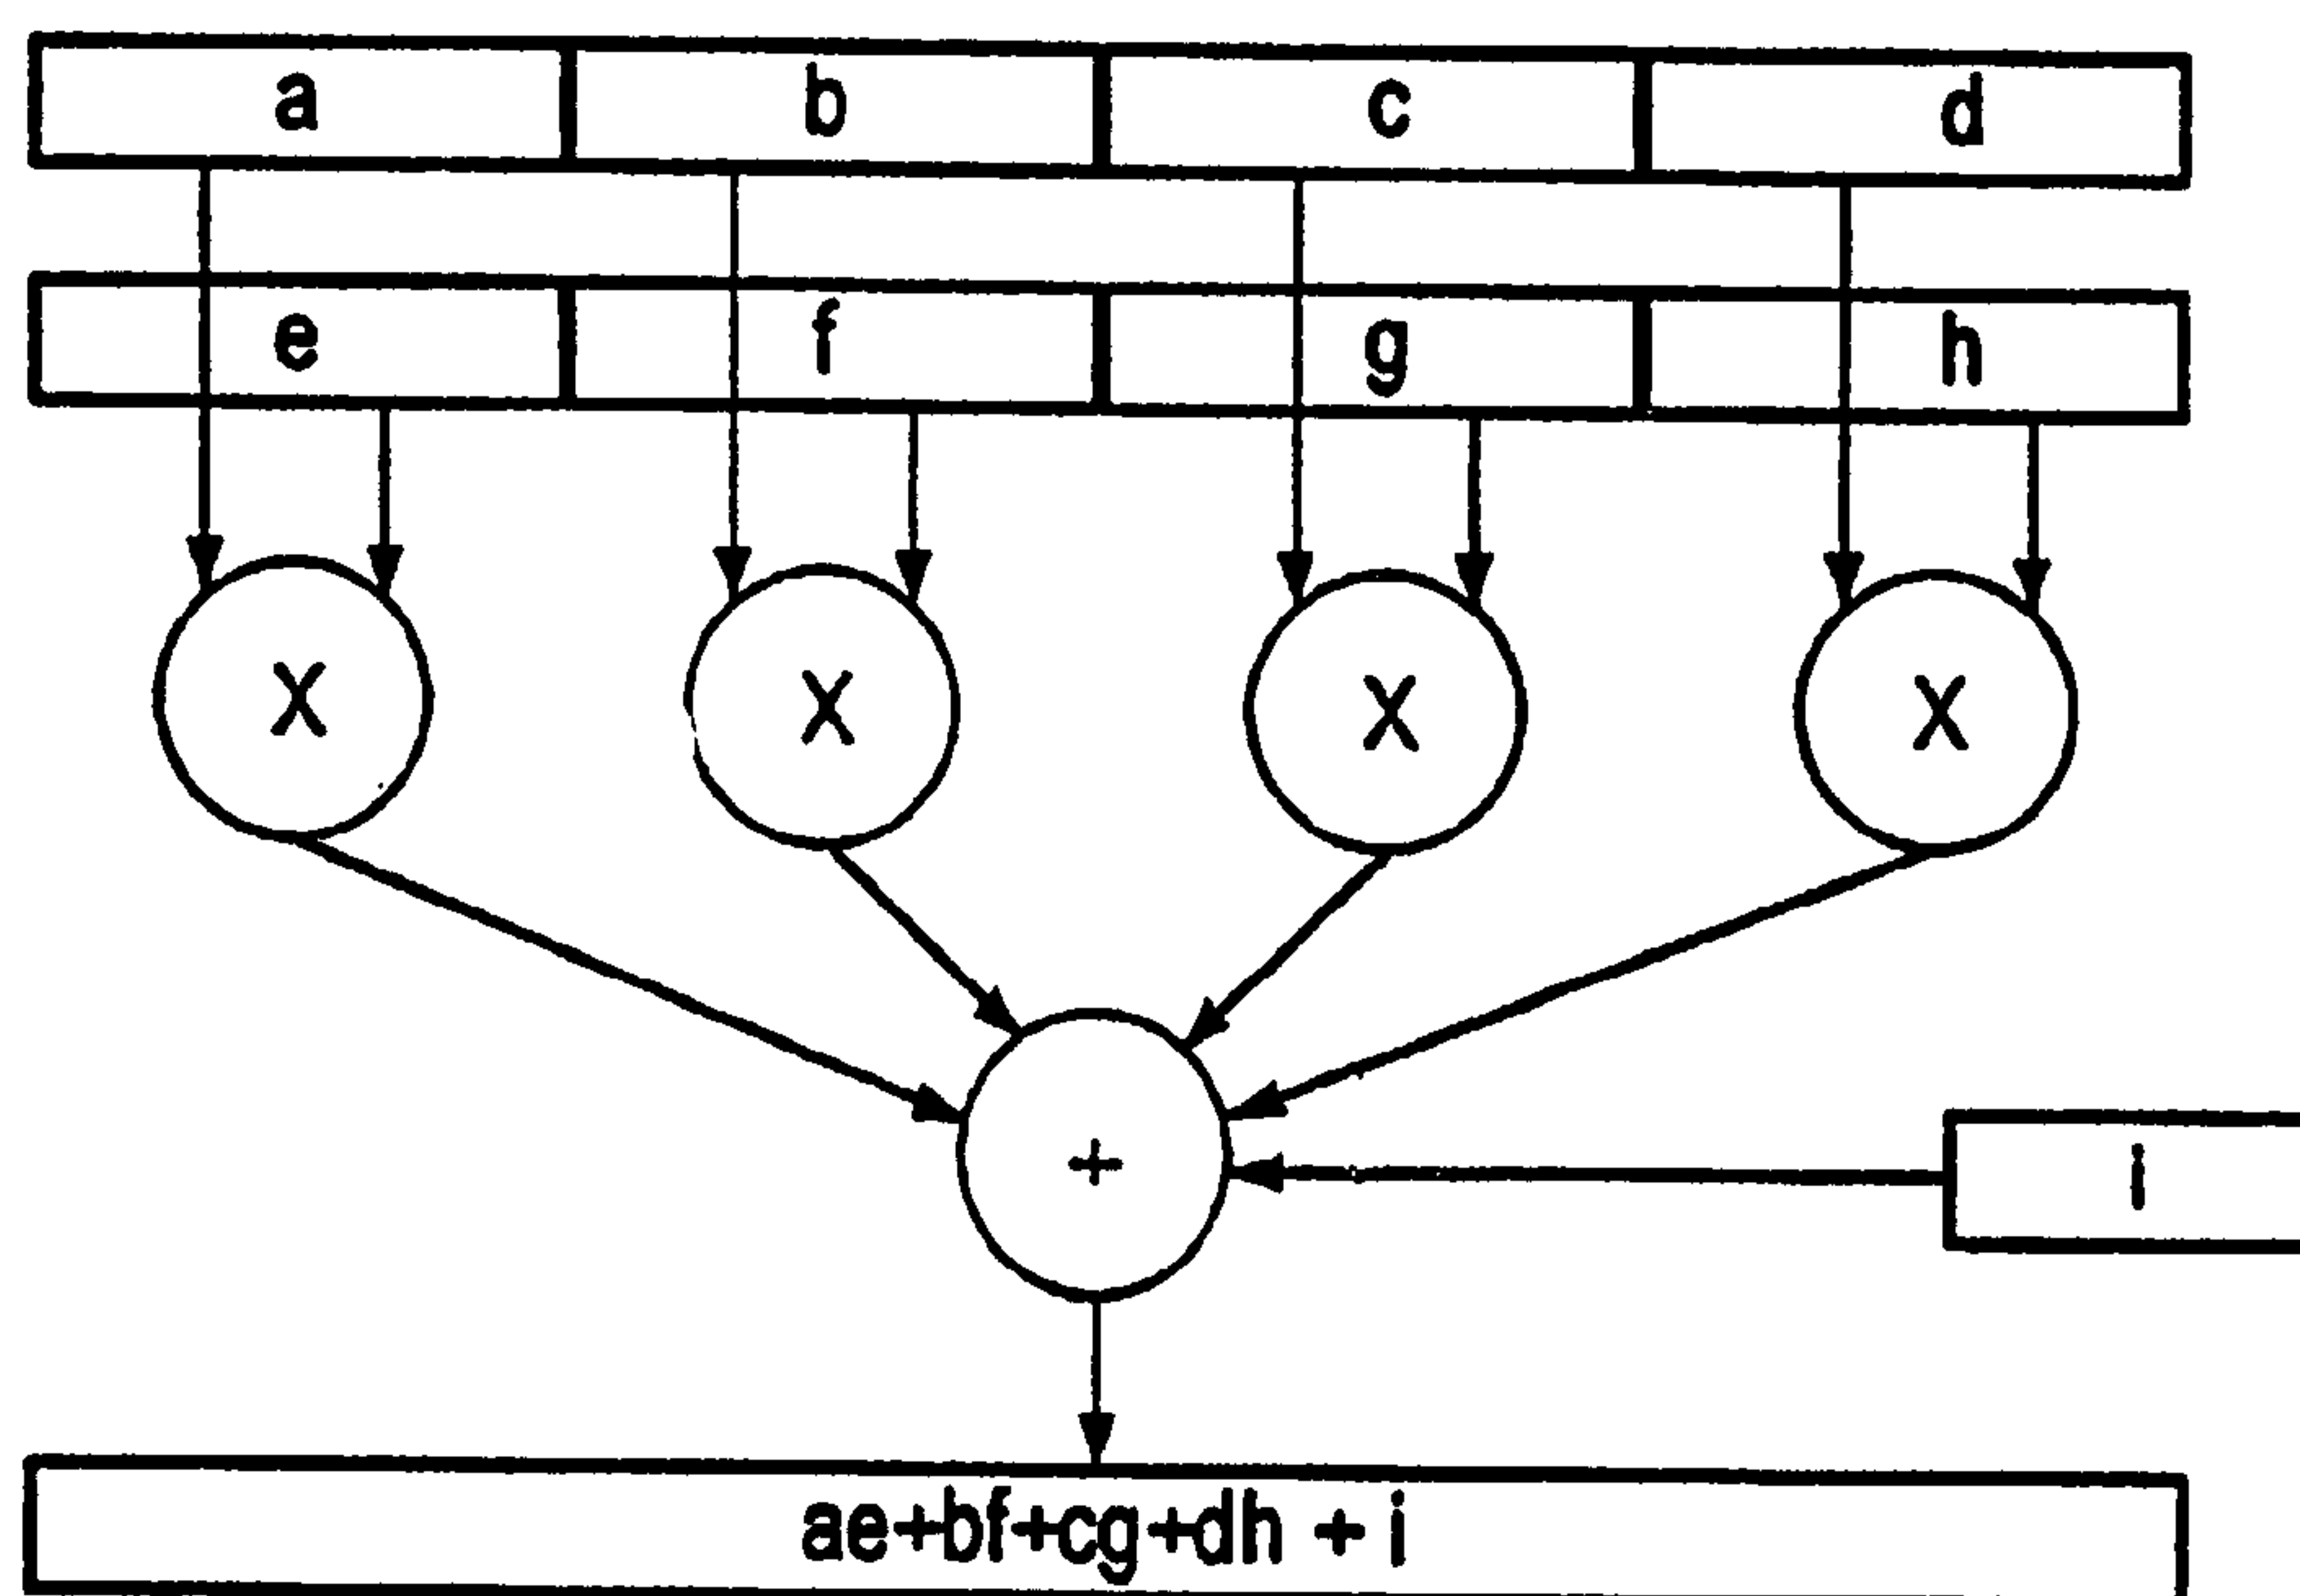 a b c d
e f g h
X X X X
+
i
ae+bf+cg+dh + i